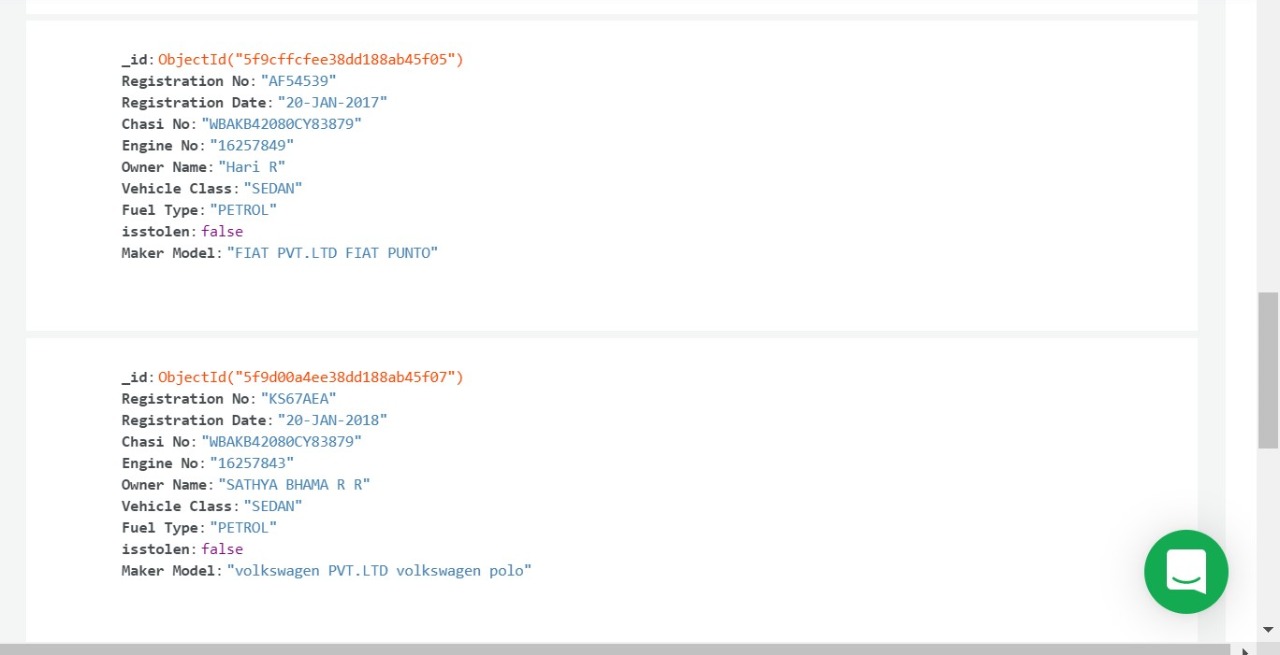 _id: ObjectId("5f9cffcfee38dd188ab45f05")
Registration No: "AF54539"
Registration Date: "20-JAN-2017"
Chasi No: "WBAKB42080CY83879"
Engine No: "16257849"
Owner Name: "Hari R"
Vehicle Class: "SEDAN"
Fuel Type: "PETROL"
isstolen: false
Maker Model: "FIAT PVT.LTD FIAT PUNTO"
_id: ObjectId("5f9d00a4ee38dd188ab45f07")
Registration No: "KS67AEA"
Registration Date: "20-JAN-2018"
Chasi No: "WBAKB42080CY83879"
Engine No: "16257843"
Owner Name: "SATHYA BHAMA R R"
Vehicle Class: "SEDAN"
Fuel Type: "PETROL"
isstolen: false
Maker Model: "volkswagen PVT.LTD volkswagen polo"